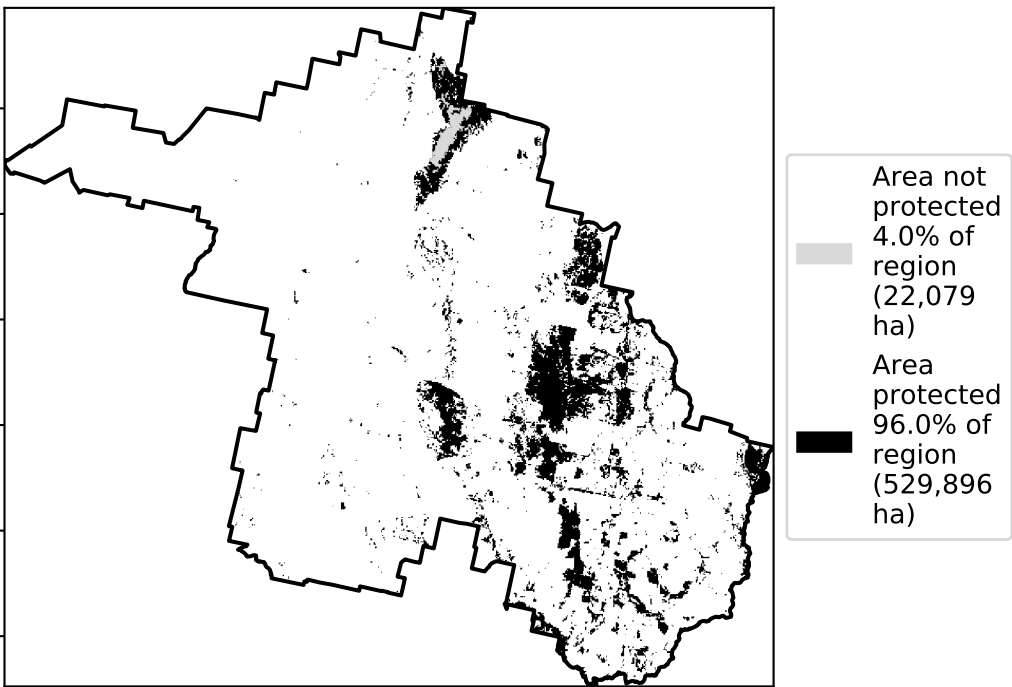 Area not
protected
4.0% of
region
(22,079
ha)
Area
protected
96.0% of
region
(529,896
ha)